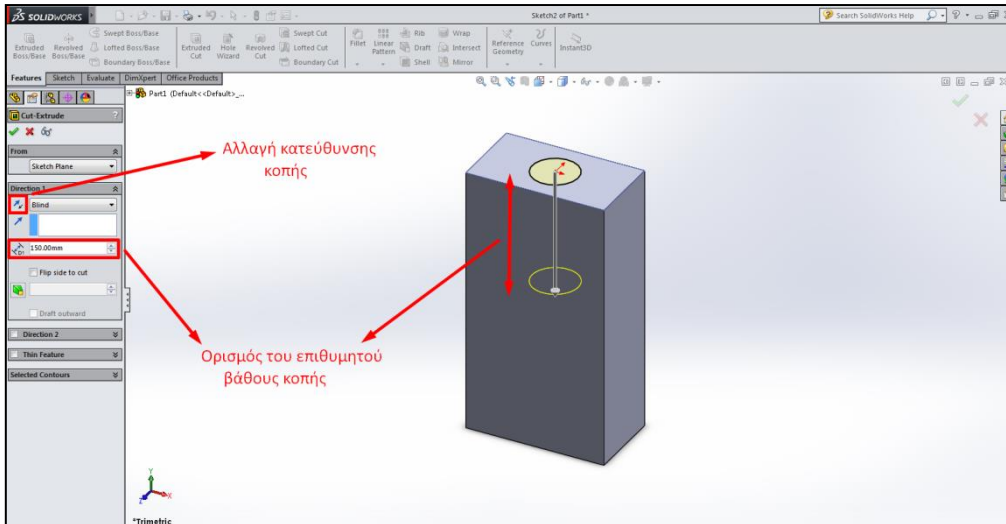 SOLIDWORKS
Sketch2 of Part1 *
Search SolidWorks Help
Extruded Boss/Base
Revolved Boss/Base
Swept Boss/Base
Lofted Boss/Base
Boundary Boss/Base
Extruded Cut
Hole Wizard
Revolved Cut
Swept Cut
Lofted Cut
Boundary Cut
Fillet
Linear Pattern
Rib
Draft
Shell
Wrap
Intersect
Mirror
Reference Geometry
Curves
Instant3D
Features
Sketch
Evaluate
DimXpert
Office Products
Part1 (Default<<Default>_...
Cut-Extrude
From
Sketch Plane
Direction 1
Blind
150.00mm
Flip side to cut
Draft outward
Direction 2
Thin Feature
Selected Contours
Αλλαγή κατεύθυνσης
κοπής
Ορισμός του επιθυμητού
βάθους κοπής
Y
X
Z
*Trimetric